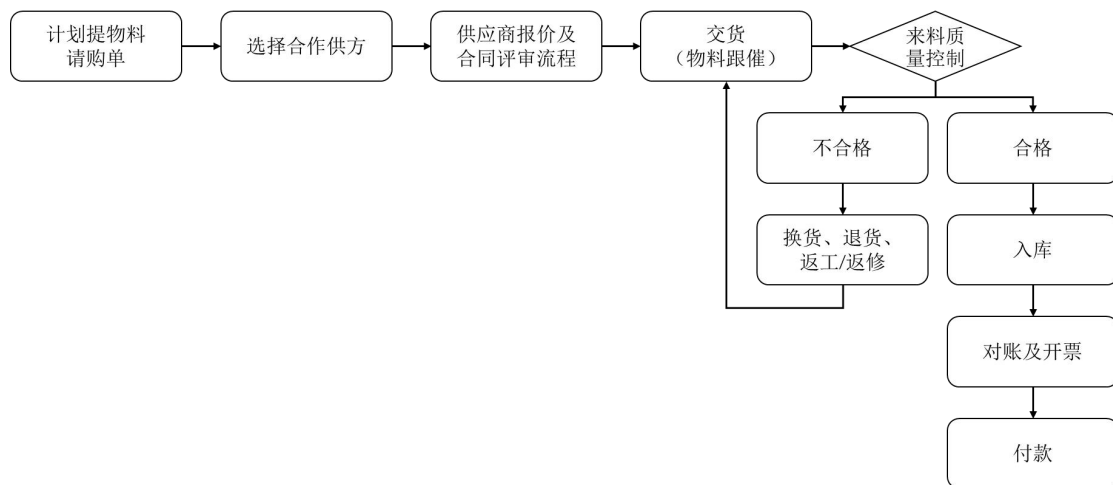 计划提物料
请购单
选择合作供方
供应商报价及
合同评审流程
交货
（物料跟催）
来料质
量控制
不合格
合格
换货、退货、
返工/返修
入库
对账及开票
付款